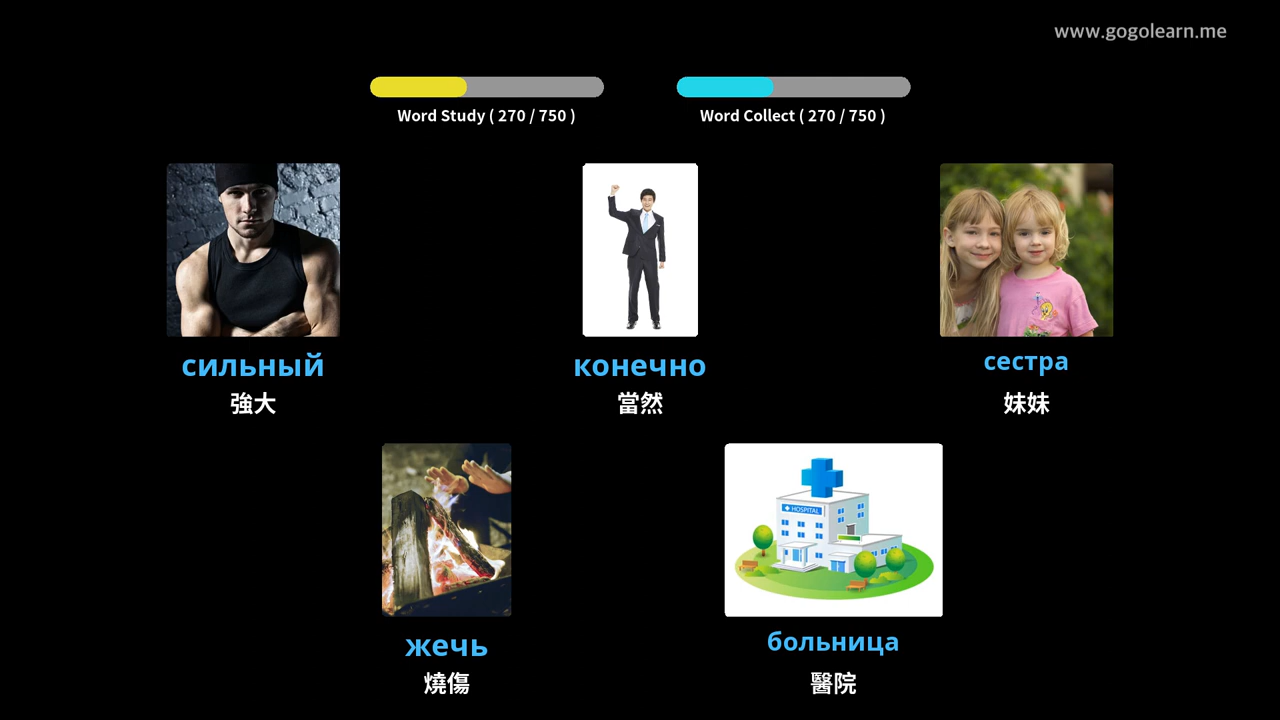 www.gogolearn.me
Word Study ( 270 / 750 )
Word Collect ( 270 / 750 )
сильный
強大
конечно
當然
сестра
妹妹
HOSPITAL
жечь
燒傷
больница
醫院